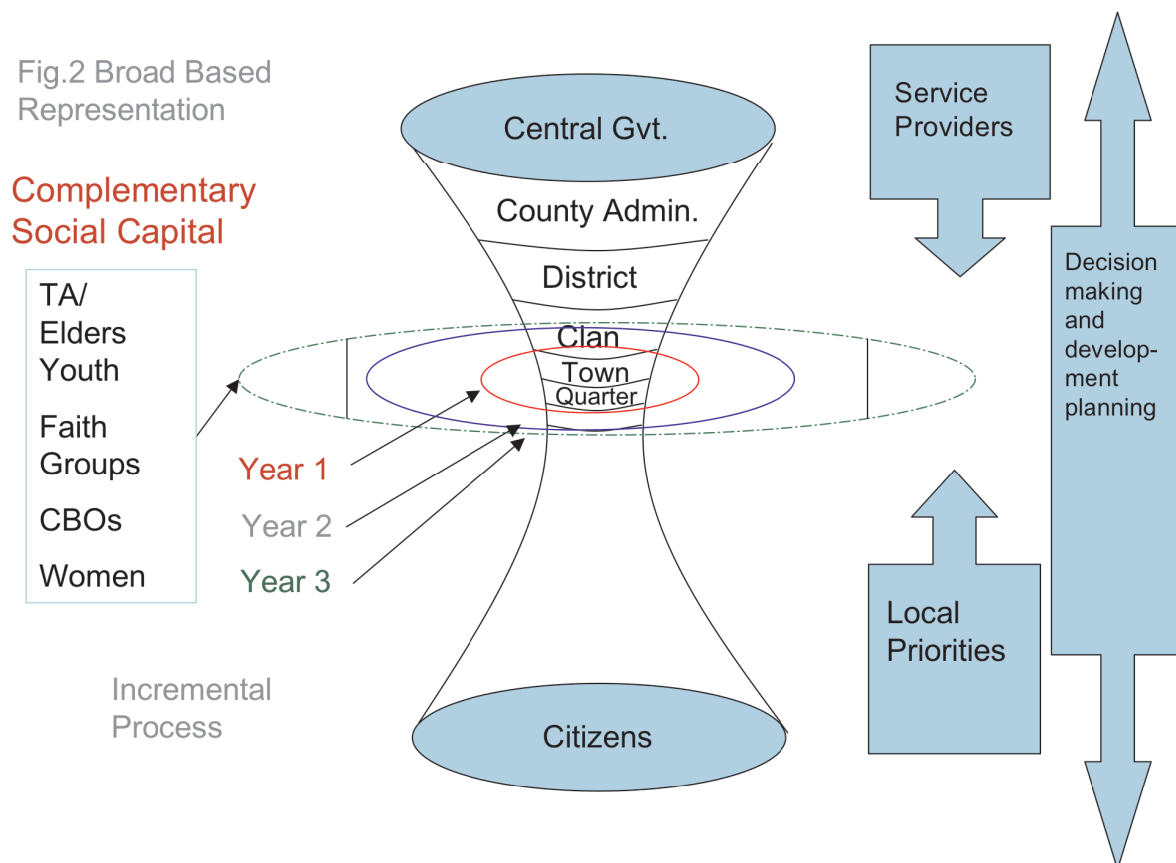 Fig.2 Broad Based
Representation
Complementary
Social Capital
TA/
Elders
Youth
Faith
Groups
CBOs
Women
Year 1
Year 2
Year 3
Incremental
Process
Central Gvt.
County Admin.
District
Clan
Town
Quarter
Citizens
Service
Providers
Local
Priorities
Decision
making
and
develop-
ment
planning